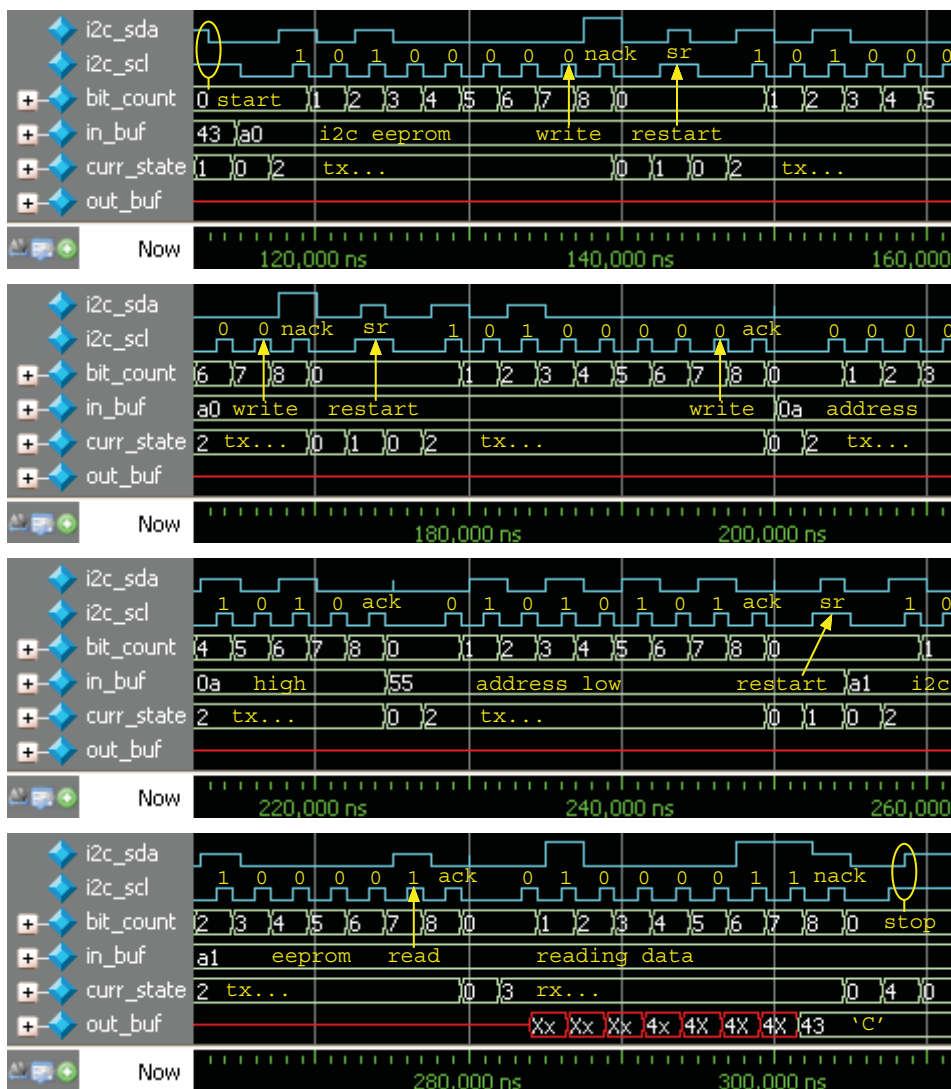 i2c_sda
1 0 1 0 0 0 0 0 nack sr 1 0 1 0 0 0
i2c_scl
bit_count 0 start 1 2 3 4 5 6 7 8 0 1 2 3 4 5
in_buf 43 a0 i2c eeprom write restart
curr_state 1 0 2 tx... 0 1 0 2 tx...
out_buf
Now 120,000 ns 140,000 ns 160,000
i2c_sda
0 0 nack sr 1 0 1 0 0 0 0 0 ack 0 0 0 0
i2c_scl
bit_count 6 7 8 0 1 2 3 4 5 6 7 8 0 1 2 3
in_buf a0 write restart write 0a address
curr_state 2 tx... 0 1 0 2 tx... 0 2 tx...
out_buf
Now 180,000 ns 200,000 ns
i2c_sda
1 0 1 0 ack 0 1 0 1 0 1 0 1 ack sr 1 0
i2c_scl
bit_count 4 5 6 7 8 0 1 2 3 4 5 6 7 8 0 1
in_buf 0a high 55 address low restart a1 i2c
curr_state 2 tx... 0 2 tx... 0 1 0 2
out_buf
Now 220,000 ns 240,000 ns 260,000
i2c_sda
1 0 0 0 0 1 ack 0 1 0 0 0 0 1 1 nack
i2c_scl
bit_count 2 3 4 5 6 7 8 0 1 2 3 4 5 6 7 8 0 stop
in_buf a1 eeprom read reading data
curr_state 2 tx... 0 3 rx... 0 4 0
out_buf Xx Xx Xx 4x 4X 4X 4X 43 ‘C’
Now 280,000 ns 300,000 ns